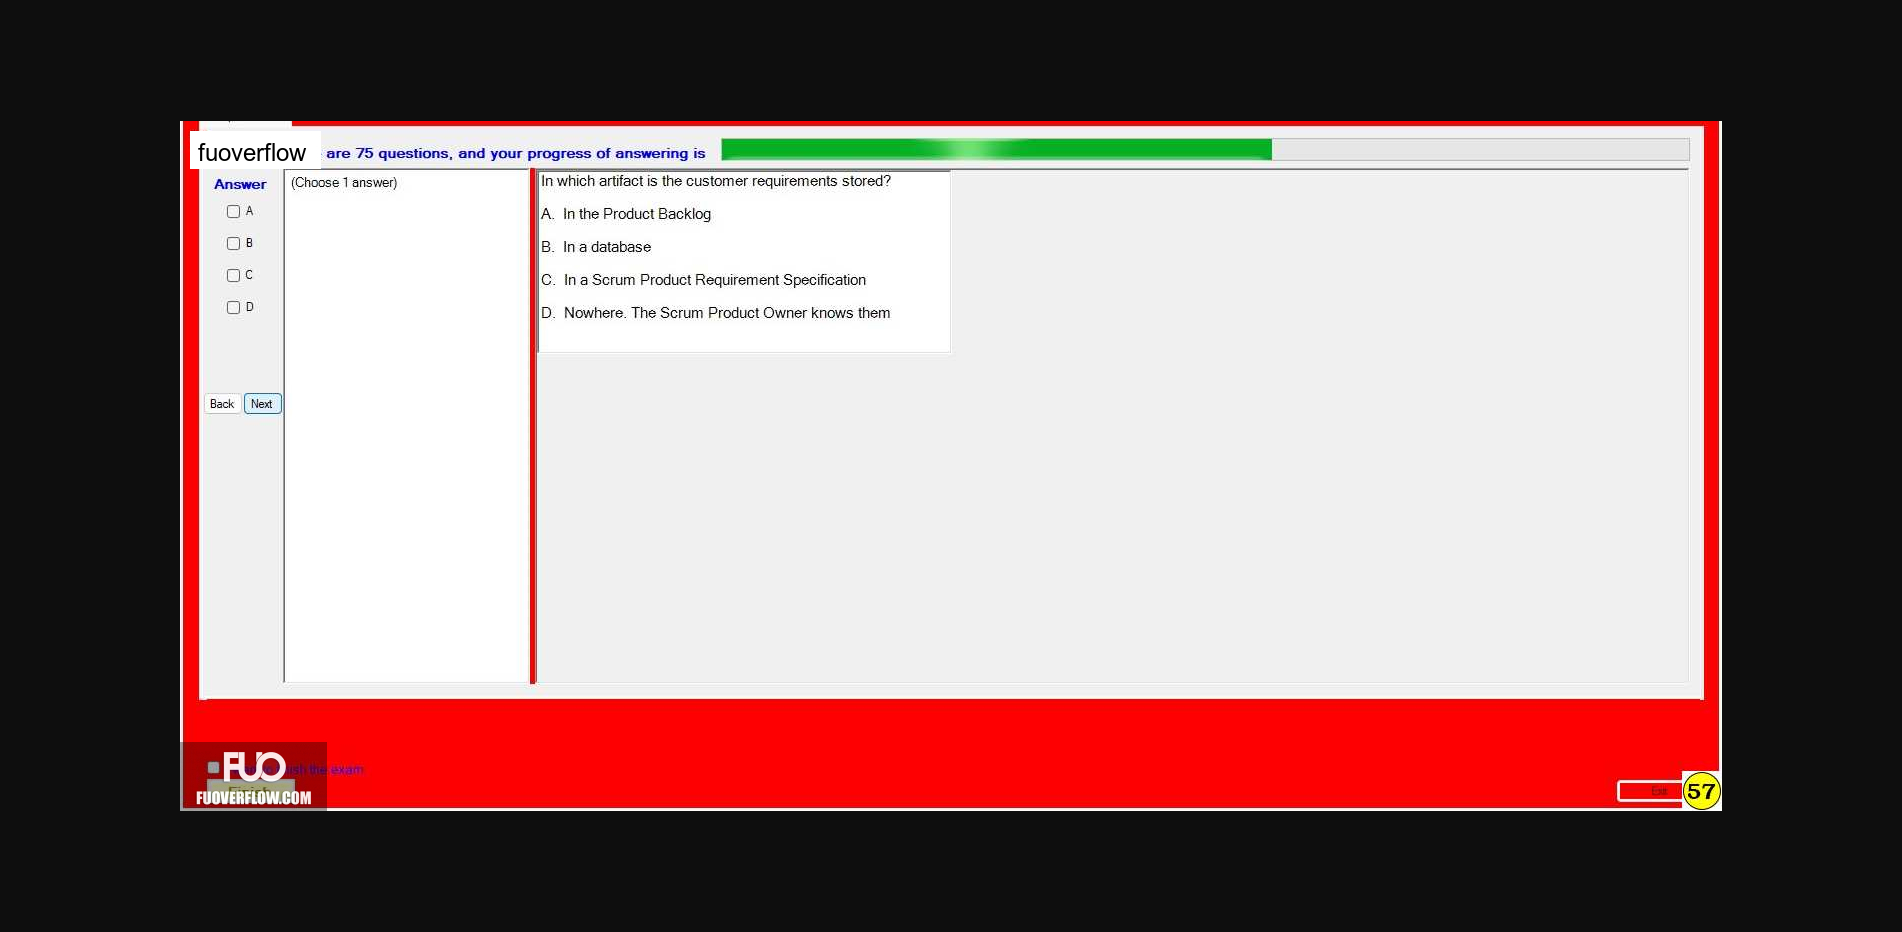 fuoverflow are 75 questions, and your progress of answering is
Answer
(Choose 1 answer)
A
B
C
D
Back Next
In which artifact is the customer requirements stored?
A. In the Product Backlog
B. In a database
C. In a Scrum Product Requirement Specification
D. Nowhere. The Scrum Product Owner knows them
FUO
the exam
FUOVERFLOW.COM
Exit
57